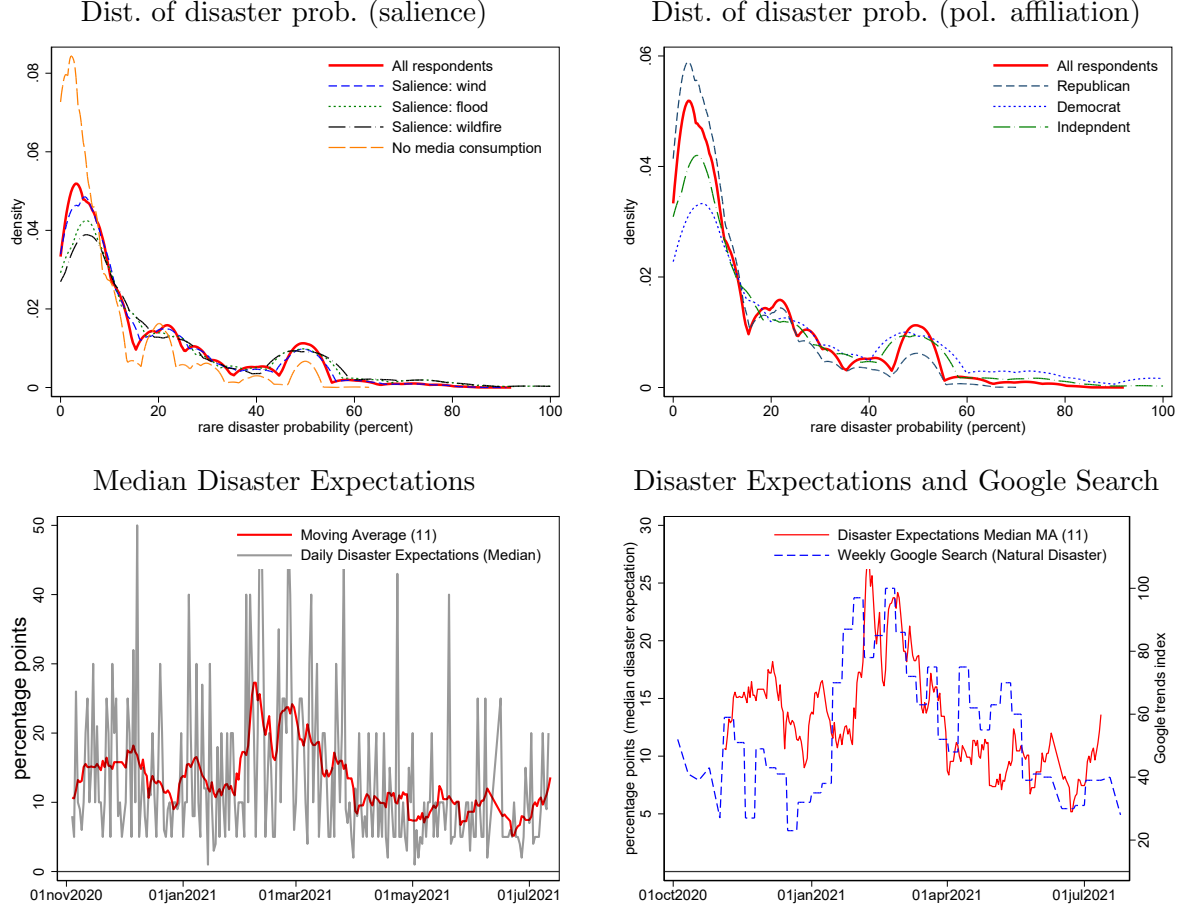 Dist. of disaster prob. (salience)
density
0
.02
.04
.06
.08
0
20
40
60
80
100
rare disaster probability (percent)
All respondents
Salience: wind
Salience: flood
Salience: wildfire
No media consumption
Dist. of disaster prob. (pol. affiliation)
density
0
.02
.04
.06
0
20
40
60
80
100
rare disaster probability (percent)
All respondents
Republican
Democrat
Indepndent
Median Disaster Expectations
percentage points
0
10
20
30
40
50
01nov2020
01jan2021
01mar2021
01may2021
01jul2021
Moving Average (11)
Daily Disaster Expectations (Median)
Disaster Expectations and Google Search
percentage points (median disaster expectation)
5
10
15
20
25
30
Google trends index
20
40
60
80
100
01oct2020
01jan2021
01apr2021
01jul2021
Disaster Expectations Median MA (11)
Weekly Google Search (Natural Disaster)